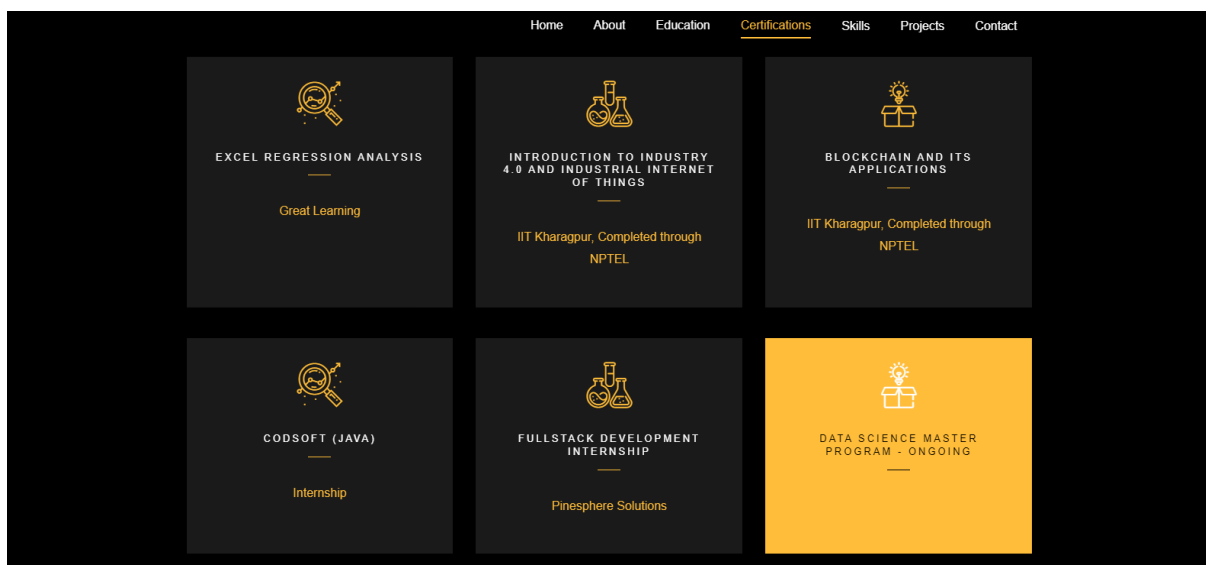 Home About Education Certifications Skills Projects Contact
EXCEL REGRESSION ANALYSIS
Great Learning
INTRODUCTION TO INDUSTRY
4.0 AND INDUSTRIAL INTERNET
OF THINGS
IIT Kharagpur, Completed through
NPTEL
BLOCKCHAIN AND ITS
APPLICATIONS
IIT Kharagpur, Completed through
NPTEL
CODSOFT (JAVA)
Internship
FULLSTACK DEVELOPMENT
INTERNSHIP
Pinesphere Solutions
DATA SCIENCE MASTER
PROGRAM - ONGOING